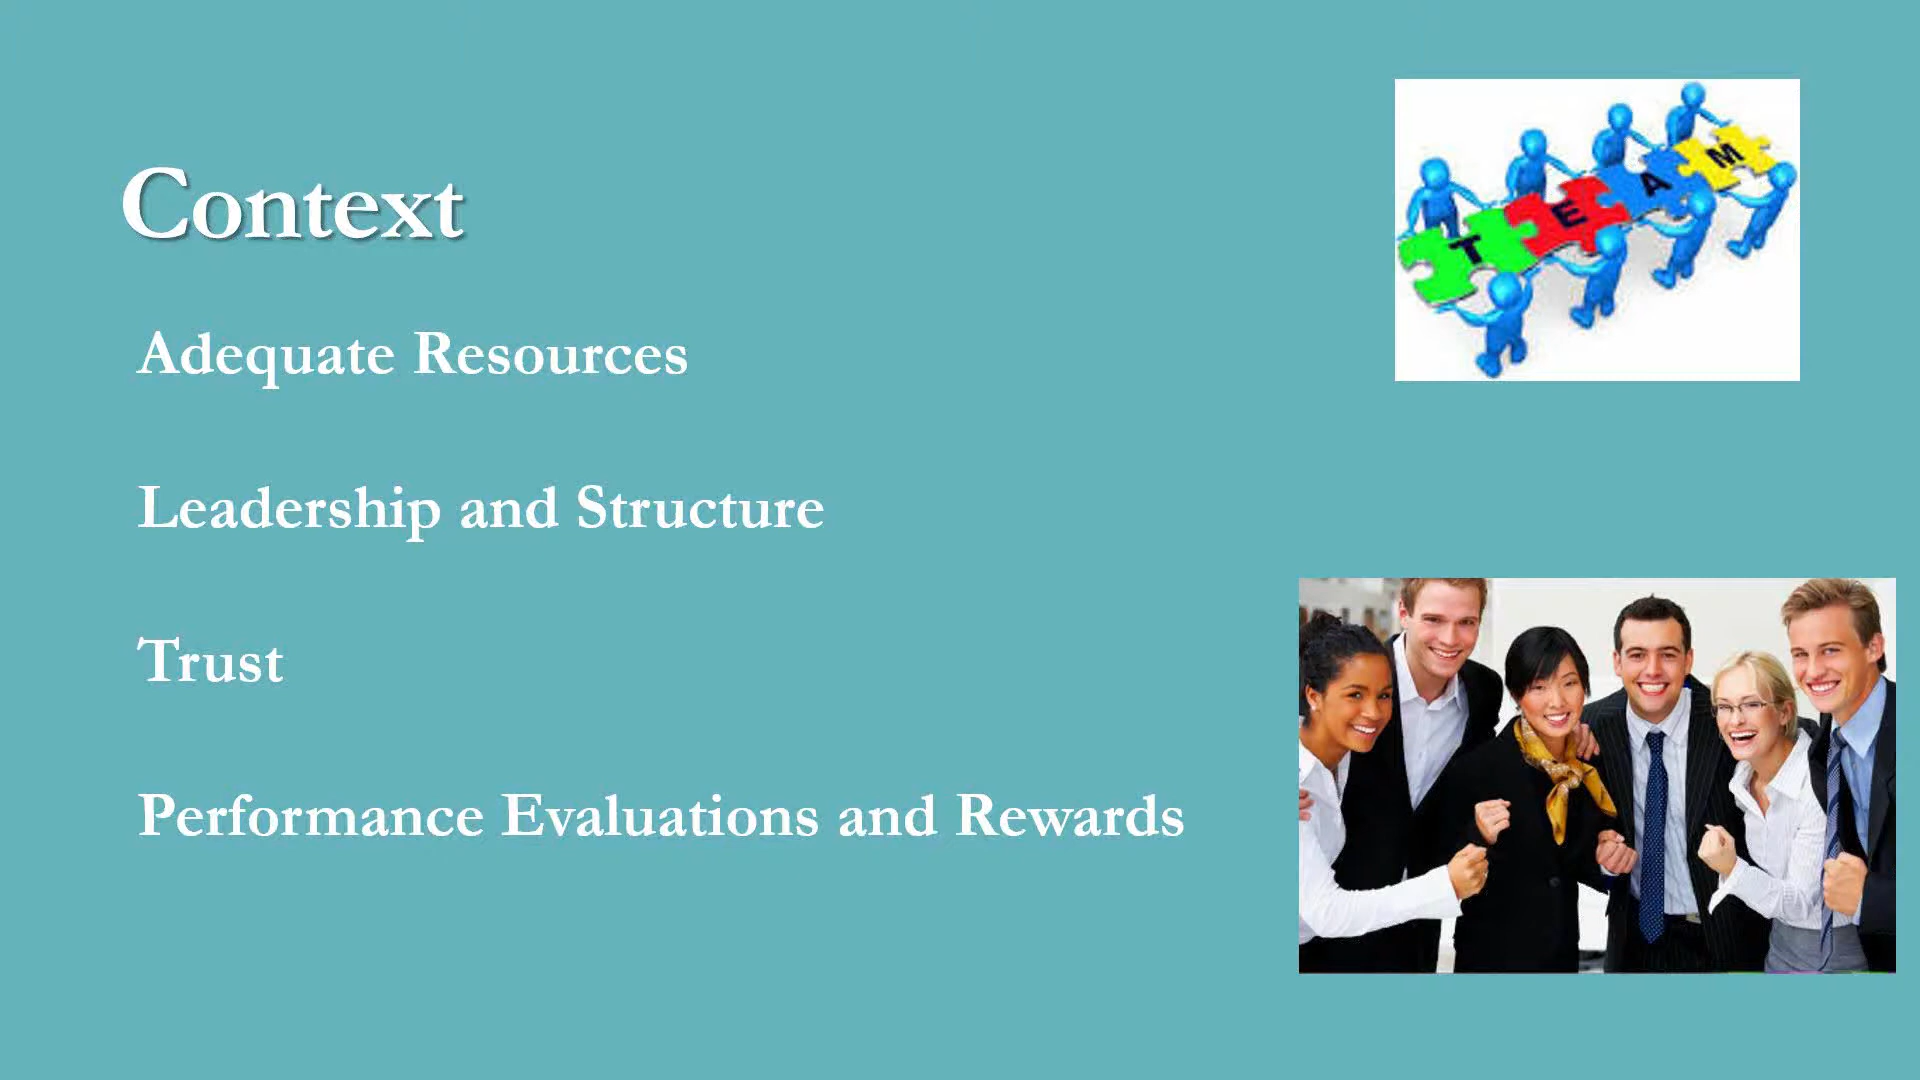 Context
Adequate Resources
Leadership and Structure
Trust
Performance Evaluations and Rewards
TEAM